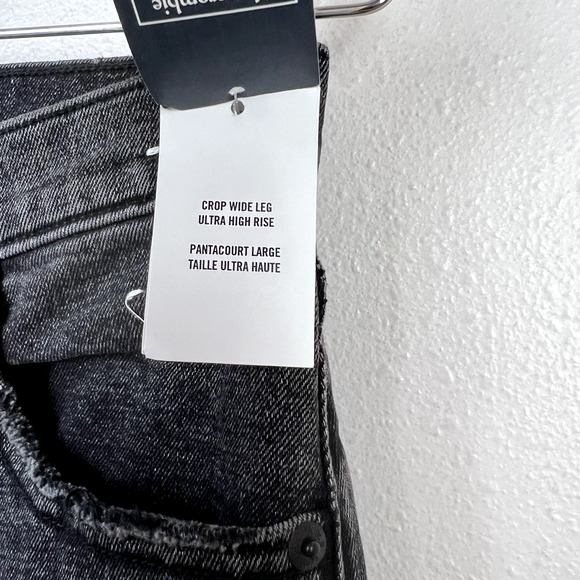 CROP WIDE LEG
ULTRA HIGH RISE
PANTACOURT LARGE
TAILLE ULTRA HAUTE